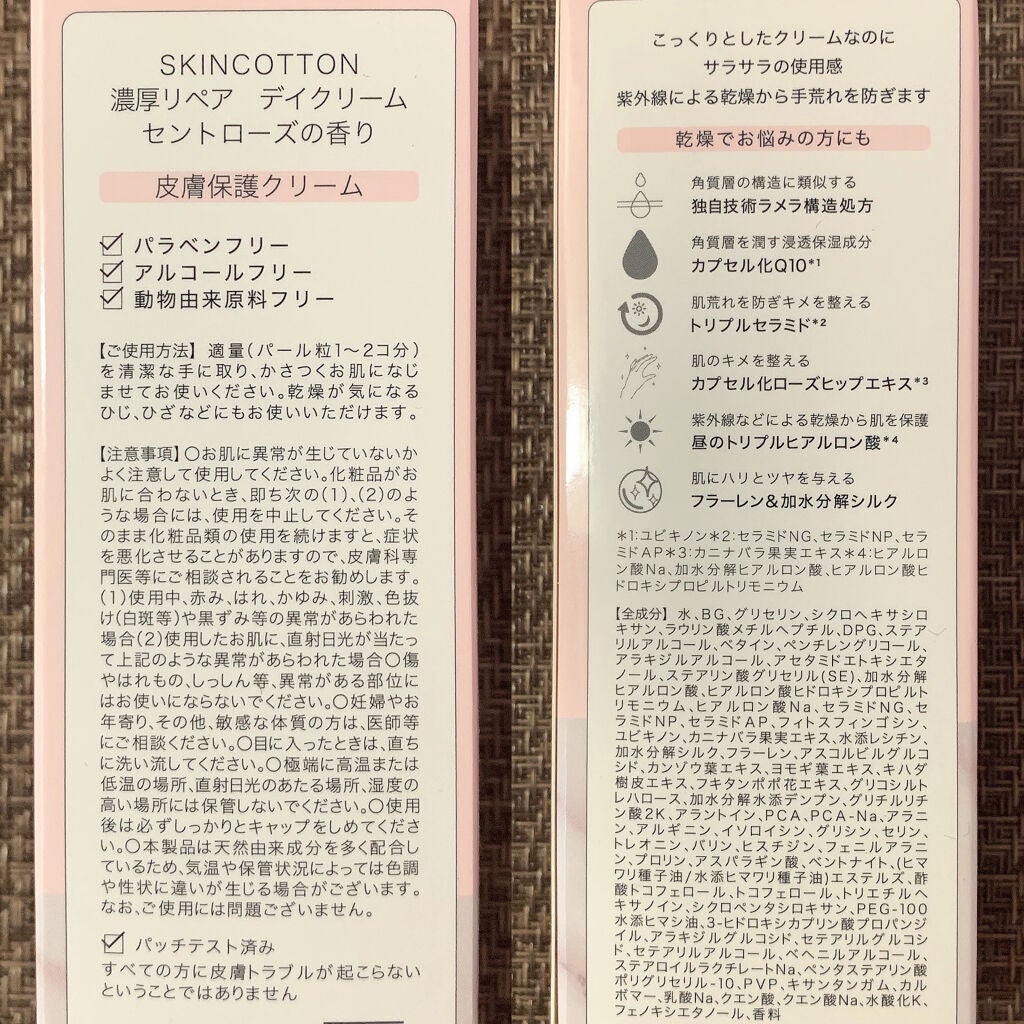 SKINCOTTON
濃厚リペア デイクリーム
セントローズの香り
皮膚保護クリーム
パラベンフリー
アルコールフリー
動物由来原料フリー
【ご使用方法】適量(パール粒1〜2コ分)
を清潔な手に取り、かさつくお肌になじ
ませてお使いください。乾燥が気になる
ひじ、ひざなどにもお使いいただけます。
【注意事項】○お肌に異常が生じていないか
よく注意して使用してください。化粧品がお
肌に合わないとき、即ち次の(1)、(2)のよ
うな場合には、使用を中止してください。そ
のまま化粧品類の使用を続けますと、症状
を悪化させることがありますので、皮膚科専
門医等にご相談されることをお勧めします。
(1)使用中、赤み、はれ、かゆみ、刺激、色抜
け(白斑等)や黒ずみ等の異常があらわれた
場合(2)使用したお肌に、直射日光が当たっ
て上記のような異常があらわれた場合○傷
やはれもの、しっしん等、異常がある部位に
はお使いにならないでください。○妊婦やお
年寄り、その他、敏感な体質の方は、医師等
にご相談ください。○目に入ったときは、直ち
に洗い流してください。○極端に高温または
低温の場所、直射日光のあたる場所、湿度の
高い場所には保管しないでください。○使用
後は必ずしっかりとキャップをしめてくださ
い。○本製品は天然由来成分を多く配合し
ているため、気温や保管状況によっては色調
や性状に違いが生じる場合がございます。
なお、ご使用には問題ございません。
パッチテスト済み
すべての方に皮膚トラブルが起こらない
ということではありません
こっくりとしたクリームなのに
サラサラの使用感
紫外線による乾燥から手荒れを防ぎます
乾燥でお悩みの方にも
角質層の構造に類似する
独自技術ラメラ構造処方
角質層を潤す浸透保湿成分
カプセル化Q10*1
肌荒れを防ぎキメを整える
トリプルセラミド*2
肌のキメを整える
カプセル化ローズヒップエキス*3
紫外線などによる乾燥から肌を保護
昼のトリプルヒアルロン酸*4
肌にハリとツヤを与える
フラーレン&加水分解シルク
*1:ユビキノン*2:セラミドNG、セラミドNP、セラ
ミドAP*3:カニナバラ果実エキス*4:ヒアルロ
ン酸Na、加水分解ヒアルロン酸、ヒアルロン酸ヒ
ドロキシプロピルトリモニウム
【全成分】水、BG、グリセリン、シクロヘキサシロ
キサン、ラウリン酸メチルヘプチル、DPG、ステア
リルアルコール、ベタイン、ペンチレングリコール、
アラキジルアルコール、アセタミドエトキシエタ
ノール、ステアリン酸グリセリル(SE)、加水分解
ヒアルロン酸、ヒアルロン酸ヒドロキシプロピルト
リモニウム、ヒアルロン酸Na、セラミドNG、セ
ラミドNP、セラミドAP、フィトスフィンゴシン、
ユビキノン、カニナバラ果実エキス、水添レシチン、
加水分解シルク、フラーレン、アスコルビルグルコ
シド、カンゾウ葉エキス、ヨモギ葉エキス、キハダ
樹皮エキス、フキタンポポ花エキス、グリコシルト
レハロース、加水分解水添デンプン、グリチルリチ
ン酸2K、アラントイン、PCA、PCA-Na、アラニ
ン、アルギニン、イソロイシン、グリシン、セリン、
トレオニン、バリン、ヒスチジン、フェニルアラニ
ン、プロリン、アスパラギン酸、ベントナイト、(ヒマ
ワリ種子油/水添ヒマワリ種子油)エステルズ、酢
酸トコフェロール、トコフェロール、トリエチルヘ
キサノイン、シクロペンタシロキサン、PEG-100
水添ヒマシ油、3-ヒドロキシカプリン酸プロパンジ
イル、アラキジルグルコシド、セテアリルグルコシ
ド、セテアリルアルコール、ベヘニルアルコール、
ステアロイルラクチレートNa、ペンタステアリン酸
ポリグリセリル-10、PVP、キサンタンガム、カル
ボマー、乳酸Na、クエン酸、クエン酸Na、水酸化K、
フェノキシエタノール、香料